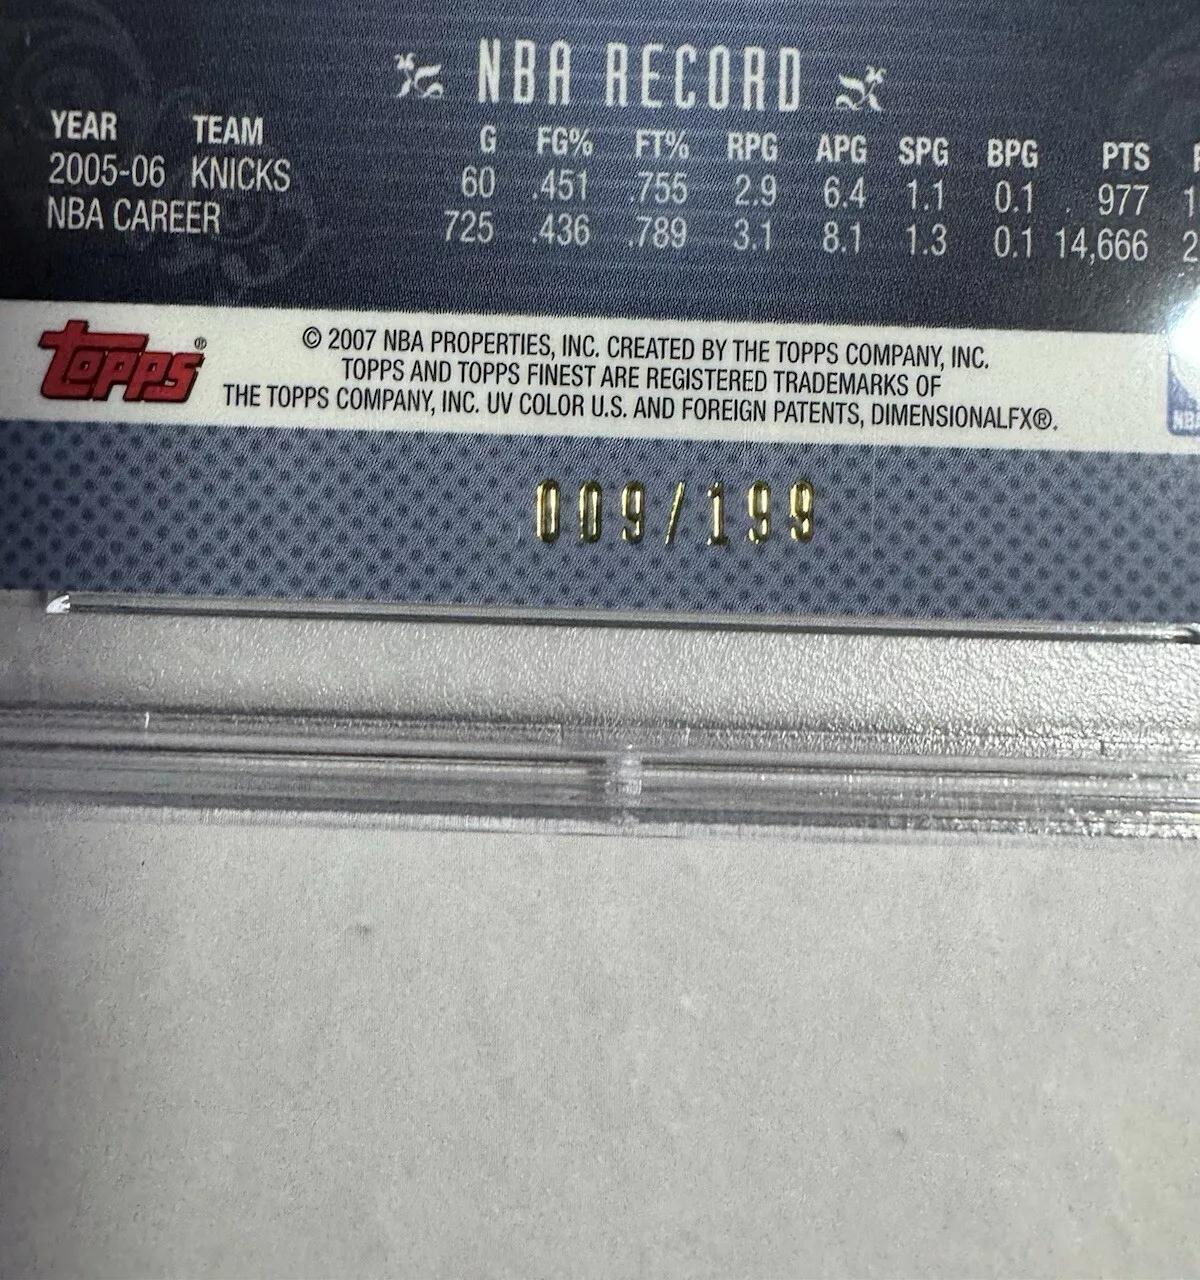 NBA RECORD
YEAR TEAM G FG% FT% RPG APG SPG BPG PTS
2005-06 KNICKS 60 .451 .755 2.9 6.4 1.1 0.1 977 1
NBA CAREER 725 .436 .789 3.1 8.1 1.3 0.1 14,666 2
TOPPS®
© 2007 NBA PROPERTIES, INC. CREATED BY THE TOPPS COMPANY, INC.
TOPPS AND TOPPS FINEST ARE REGISTERED TRADEMARKS OF
THE TOPPS COMPANY, INC. UV COLOR U.S. AND FOREIGN PATENTS, DIMENSIONALFX®.
NBA
009/199